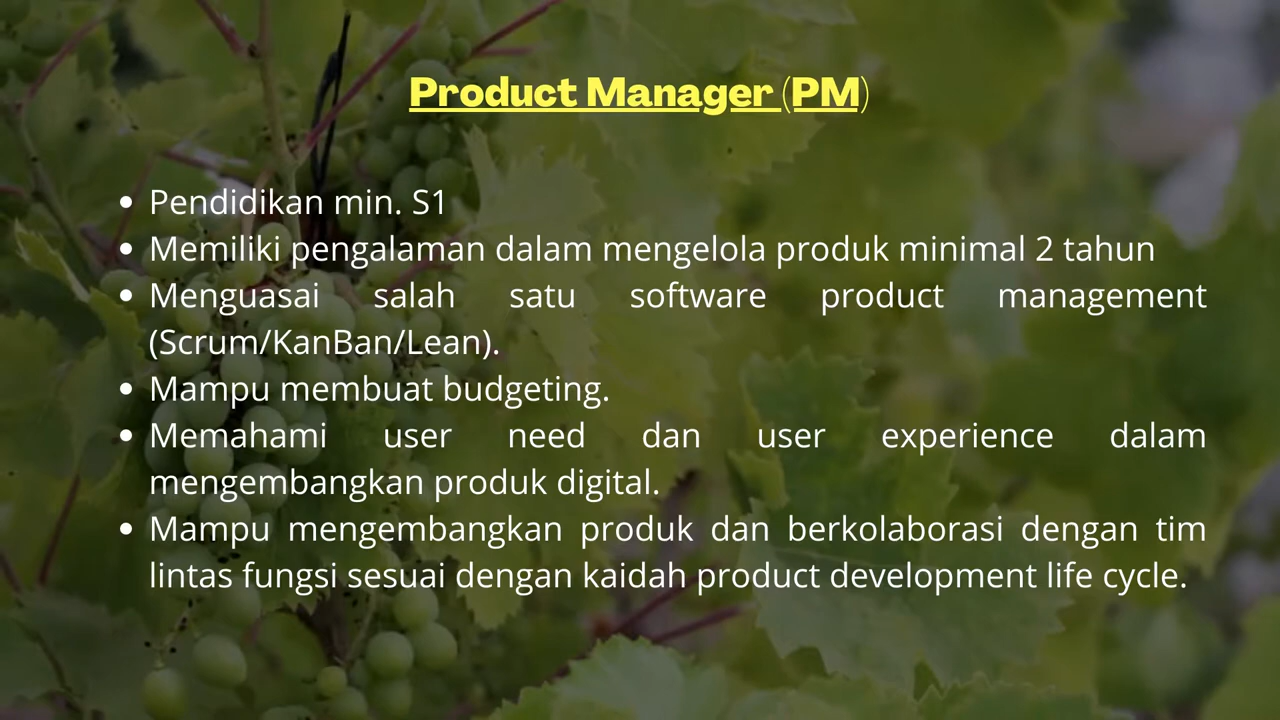 Product Manager (PM)
• Pendidikan min. S1
• Memiliki pengalaman dalam mengelola produk minimal 2 tahun
• Menguasai salah satu software product management
(Scrum/KanBan/Lean).
• Mampu membuat budgeting.
• Memahami user need dan user experience dalam
mengembangkan produk digital.
• Mampu mengembangkan produk dan berkolaborasi dengan tim
lintas fungsi sesuai dengan kaidah product development life cycle.